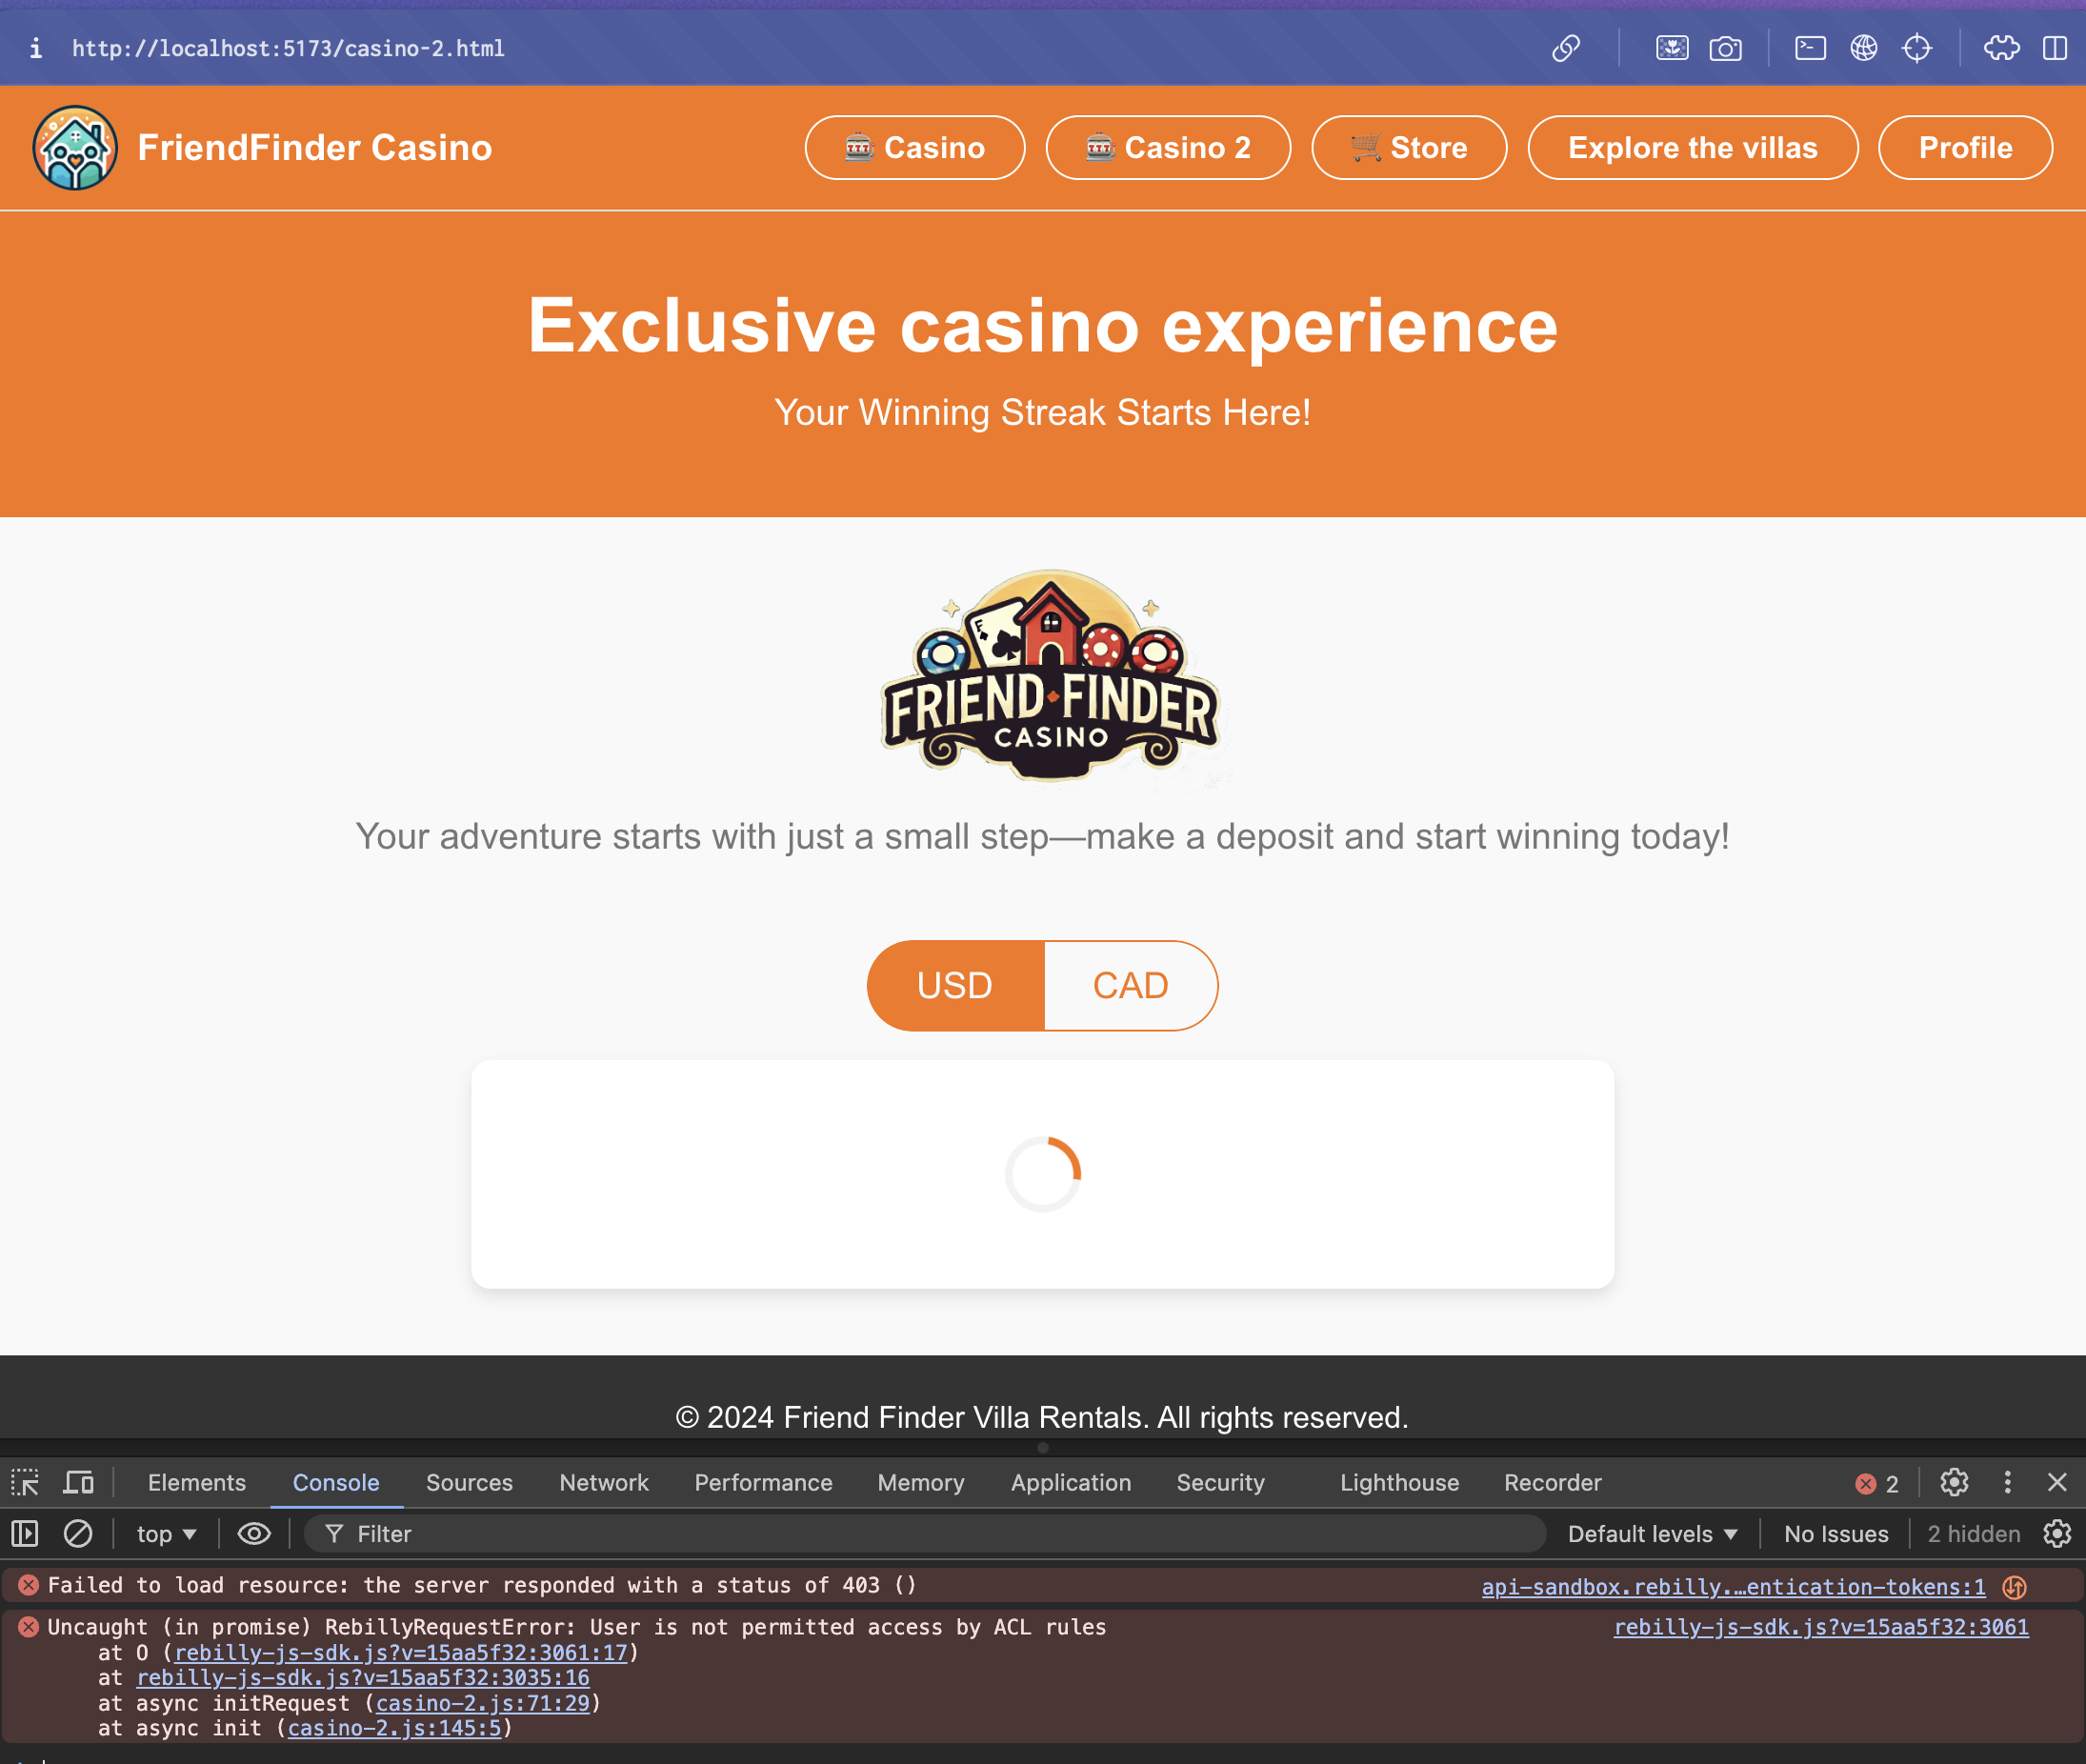 i http://localhost:5173/casino-2.html
FriendFinder Casino
🎰 Casino
🎰 Casino 2
🛒 Store
Explore the villas
Profile
Exclusive casino experience
Your Winning Streak Starts Here!
F
FRIEND FINDER
CASINO
Your adventure starts with just a small step—make a deposit and start winning today!
USD
CAD
© 2024 Friend Finder Villa Rentals. All rights reserved.
Elements
Console
Sources
Network
Performance
Memory
Application
Security
Lighthouse
Recorder
2
top
Filter
Default levels
No Issues
2 hidden
Failed to load resource: the server responded with a status of 403 () api-sandbox.rebilly.…entication-tokens:1
Uncaught (in promise) RebillyRequestError: User is not permitted access by ACL rules rebilly-js-sdk.js?v=15aa5f32:3061
at O (rebilly-js-sdk.js?v=15aa5f32:3061:17)
at rebilly-js-sdk.js?v=15aa5f32:3035:16
at async initRequest (casino-2.js:71:29)
at async init (casino-2.js:145:5)